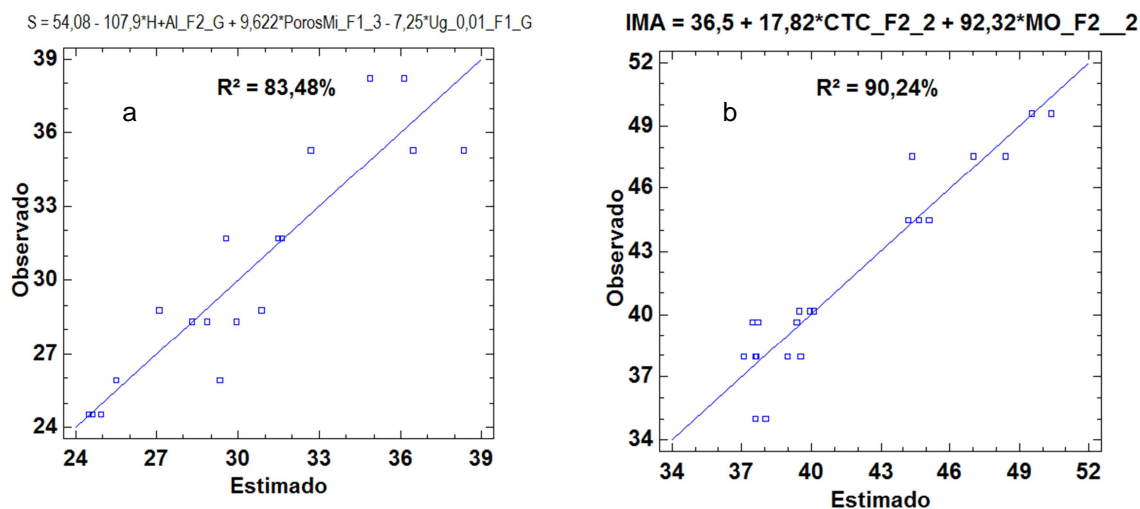 S = 54,08 - 107,9*H+Al_F2_G + 9,622*PorosMi_F1_3 - 7,25*Ug_0,01_F1_G
39
36
33
30
27
24
Observado
a
R² = 83,48%
24 27 30 33 36 39
Estimado
IMA = 36,5 + 17,82*CTC_F2_2 + 92,32*MO_F2__2
52
49
46
43
40
37
34
Observado
b
R² = 90,24%
34 37 40 43 46 49 52
Estimado